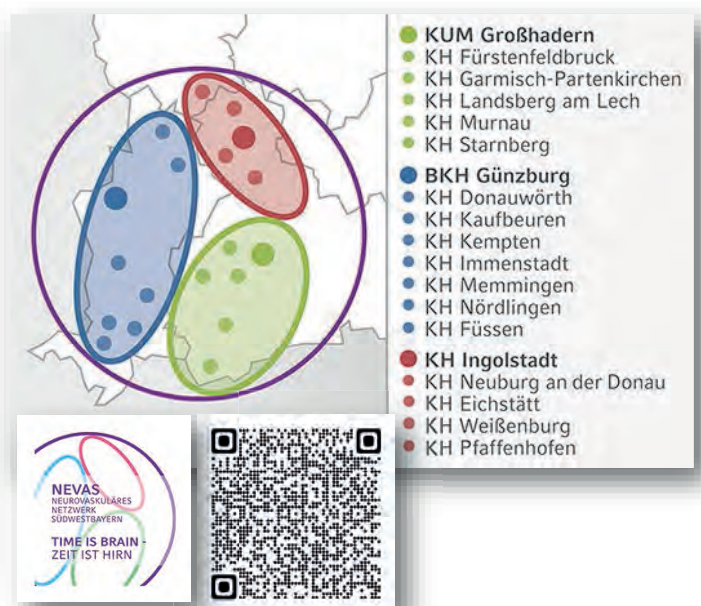 KUM Großhadern
KH Fürstenfeldbruck
KH Garmisch-Partenkirchen
KH Landsberg am Lech
KH Murnau
KH Starnberg
BKH Günzburg
KH Donauwörth
KH Kaufbeuren
KH Kempten
KH Immenstadt
KH Memmingen
KH Nördlingen
KH Füssen
KH Ingolstadt
KH Neuburg an der Donau
KH Eichstätt
KH Weißenburg
KH Pfaffenhofen
NEVAS
NEUROVASKULÄRES
NETZWERK
SÜDWESTBAYERN
TIME IS BRAIN -
ZEIT IST HIRN